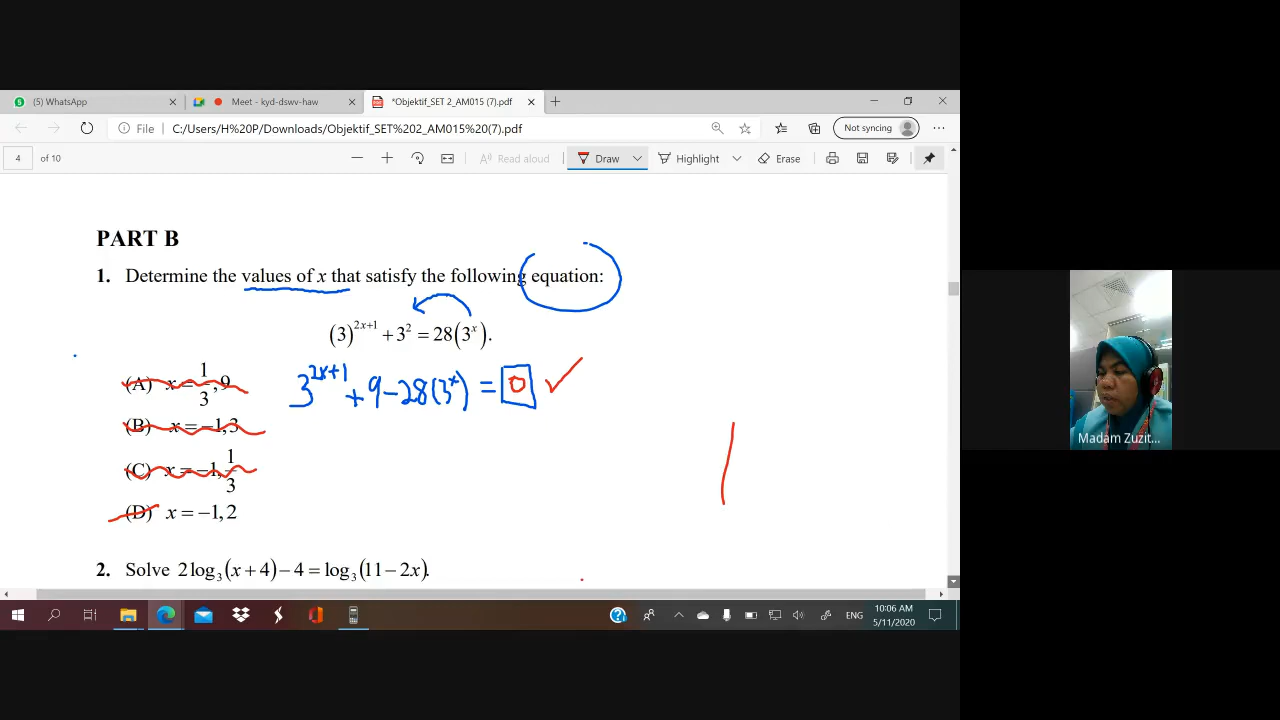 (5) WhatsApp
Meet - kyd-dswv-haw
*Objektif_SET 2_AM015 (7).pdf
File
C:/Users/H%20P/Downloads/Objektif_SET%202_AM015%20(7).pdf
Not syncing
4 of 10
Read aloud
Draw
Highlight
Erase
PART B
1. Determine the values of x that satisfy the following equation:
(3)^{2x+1} + 3^2 = 28(3^x).
3^{2x+1} + 9 - 28(3^x) = 0 ✓
(A) x = 1/3, 9
(B) x = -1, 3
(C) x = -1, 1/3
(D) x = -1, 2
2. Solve 2 log_3(x + 4) - 4 = log_3(11 - 2x).
Madam Zuzit...
ENG
10:06 AM
5/11/2020